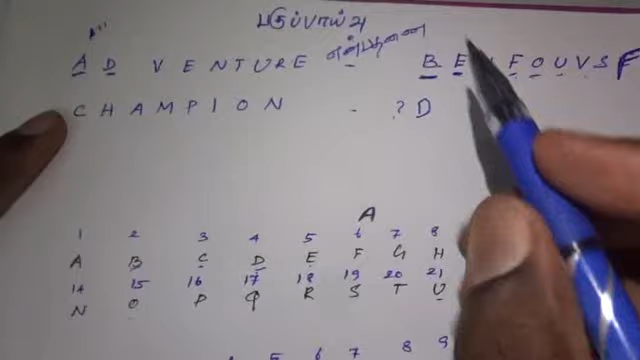 பகுப்பாய்வு
A D V E N T U R E என்பதனை - B E F O U V S F
C H A M P I O N - ? D
A
1 2 3 4 5 6 7 8
A B C D E F G H
14 15 16 17 18 19 20 21
N O P Q R S T U
5 6 7 8 9